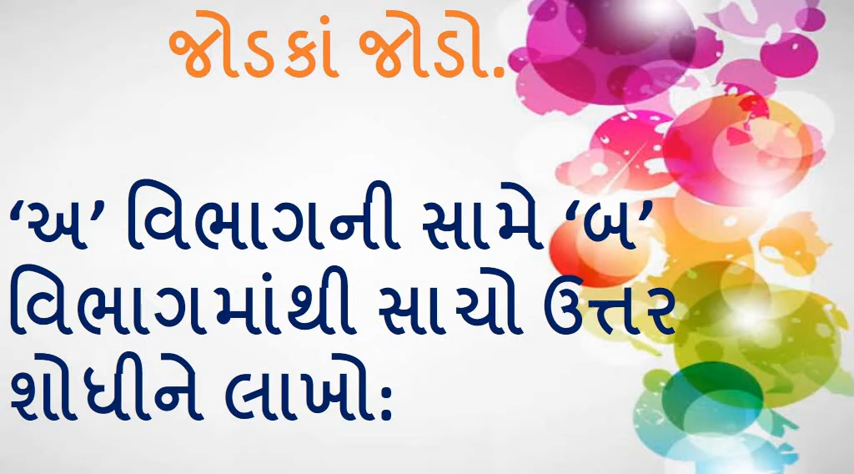 જોડકાં જોડો.
‘અ’ વિભાગની સામે ‘બ’
વિભાગમાંથી સાચો ઉત્તર
શોધીને લાખો: